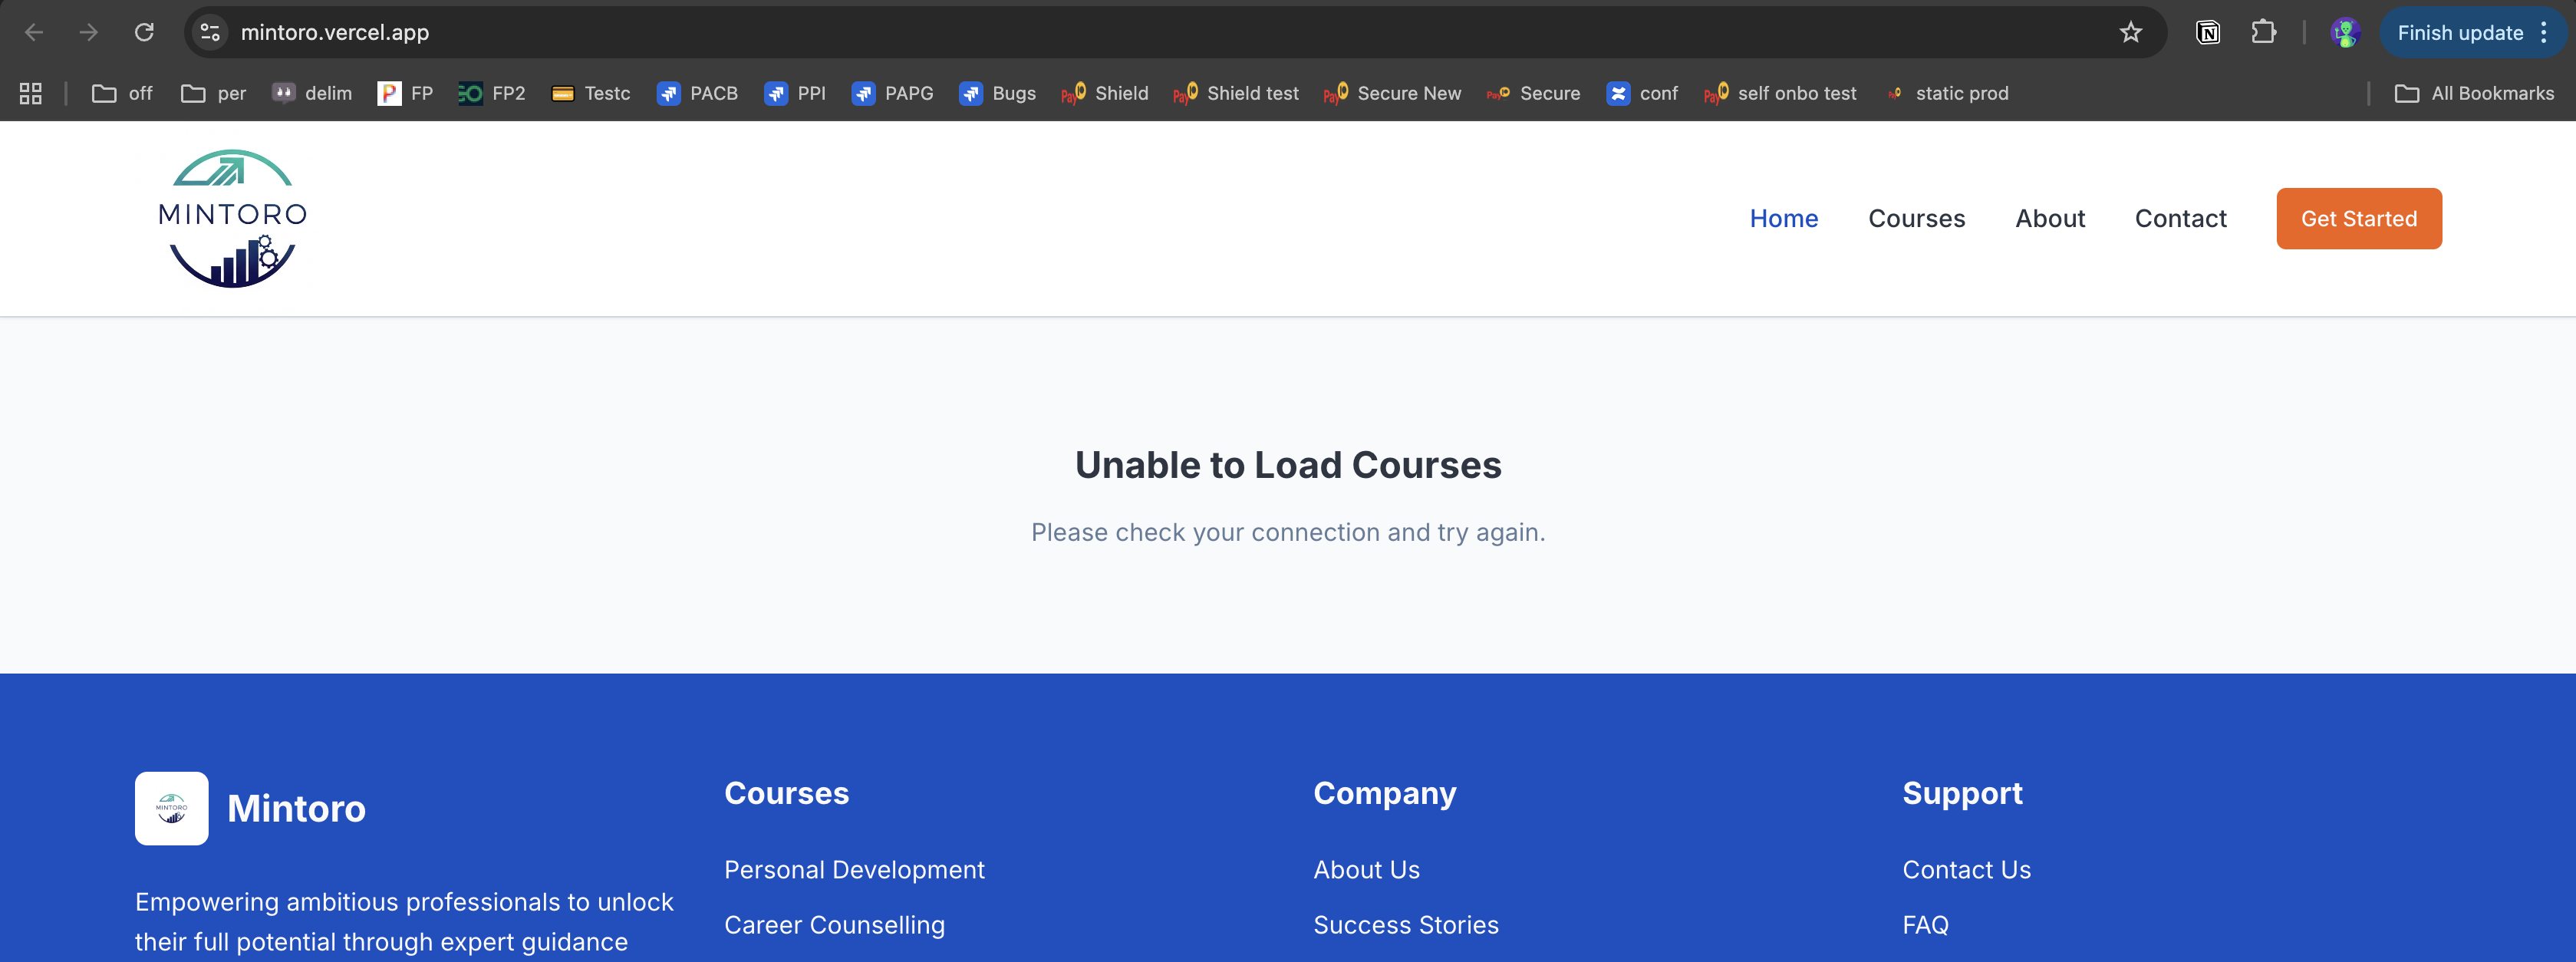 mintoro.vercel.app
Finish update
off
per
delim
FP
FP2
Testc
PACB
PPI
PAPG
Bugs
Shield
Shield test
Secure New
Secure
conf
self onbo test
static prod
All Bookmarks
MINTORO
Home
Courses
About
Contact
Get Started
Unable to Load Courses
Please check your connection and try again.
MINTORO
Mintoro
Empowering ambitious professionals to unlock
their full potential through expert guidance
Courses
Personal Development
Career Counselling
Company
About Us
Success Stories
Support
Contact Us
FAQ